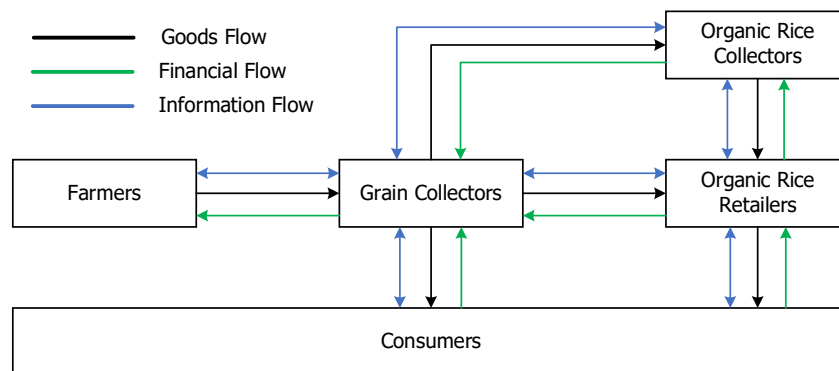 Goods Flow
Financial Flow
Information Flow
Organic Rice
Collectors
Farmers
Grain Collectors
Organic Rice
Retailers
Consumers